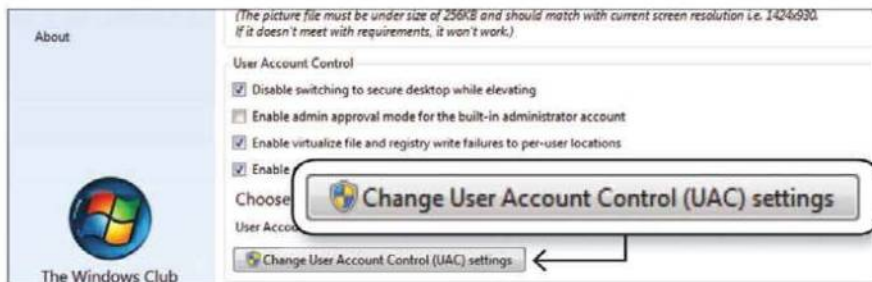 (The picture file must be under size of 256KB and should match with current screen resolution i.e. 1424x930.
If it doesn't meet with requirements, it won't work.)
About
User Account Control
Disable switching to secure desktop while elevating
Enable admin approval mode for the built-in administrator account
Enable virtualize file and registry write failures to per-user locations
Enable
Choose
Change User Account Control (UAC) settings
User
Change User Account Control (UAC) settings
The Windows Club